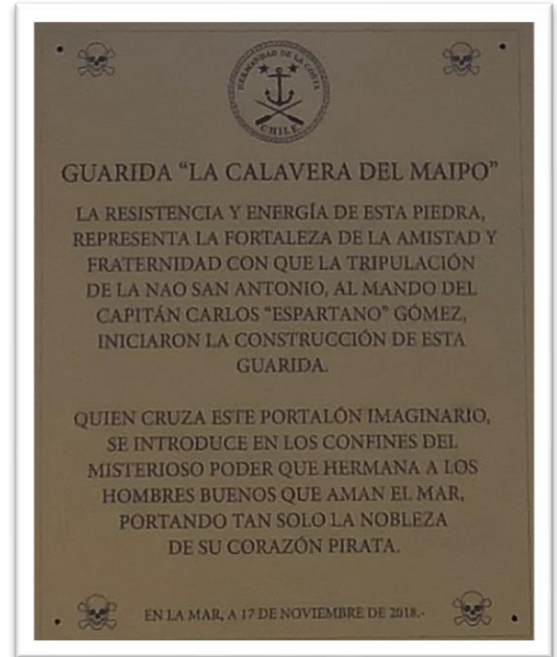 HERMANDAD DE LA COSTA
CHILE
GUARIDA "LA CALAVERA DEL MAIPO"
LA RESISTENCIA Y ENERGÍA DE ESTA PIEDRA,
REPRESENTA LA FORTALEZA DE LA AMISTAD Y
FRATERNIDAD CON QUE LA TRIPULACIÓN
DE LA NAO SAN ANTONIO, AL MANDO DEL
CAPITÁN CARLOS "ESPARTANO" GÓMEZ,
INICIARON LA CONSTRUCCIÓN DE ESTA
GUARIDA.
QUIEN CRUZA ESTE PORTALÓN IMAGINARIO,
SE INTRODUCE EN LOS CONFINES DEL
MISTERIOSO PODER QUE HERMANA A LOS
HOMBRES BUENOS QUE AMAN EL MAR,
PORTANDO TAN SOLO LA NOBLEZA
DE SU CORAZÓN PIRATA.
EN LA MAR, A 17 DE NOVIEMBRE DE 2018.-